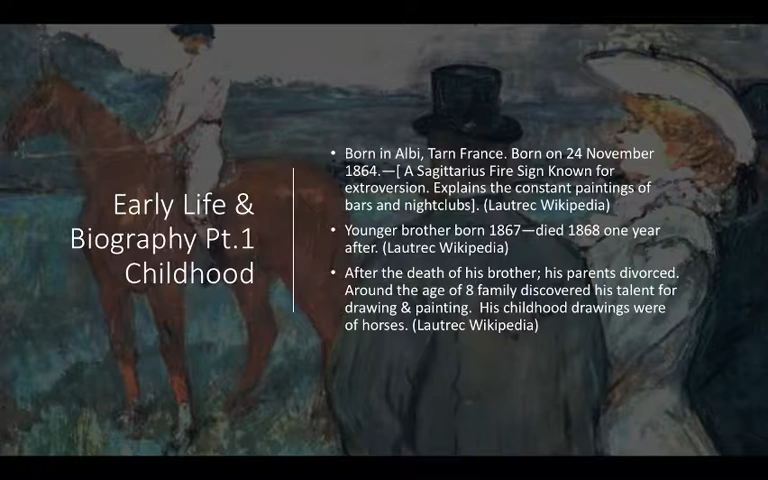 Early Life &
Biography Pt.1
Childhood
• Born in Albi, Tarn France. Born on 24 November
1864.—[ A Sagittarius Fire Sign Known for
extroversion. Explains the constant paintings of
bars and nightclubs]. (Lautrec Wikipedia)
• Younger brother born 1867—died 1868 one year
after. (Lautrec Wikipedia)
• After the death of his brother; his parents divorced.
Around the age of 8 family discovered his talent for
drawing & painting.  His childhood drawings were
of horses. (Lautrec Wikipedia)